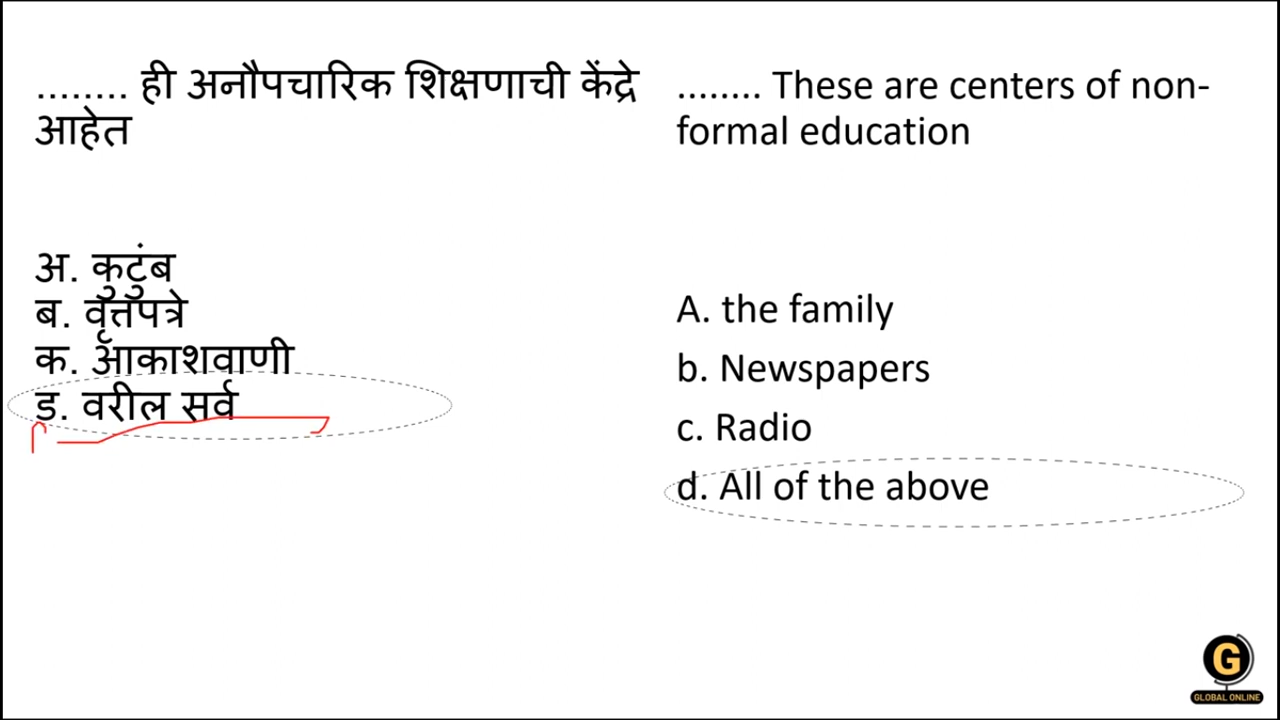 ........ ही अनौपचारिक शिक्षणाची केंद्रे
आहेत
अ. कुटुंब
ब. वृत्तपत्रे
क. आकाशवाणी
ड. वरील सर्व
........ These are centers of non-
formal education
A. the family
b. Newspapers
c. Radio
d. All of the above
G
GLOBAL ONLINE